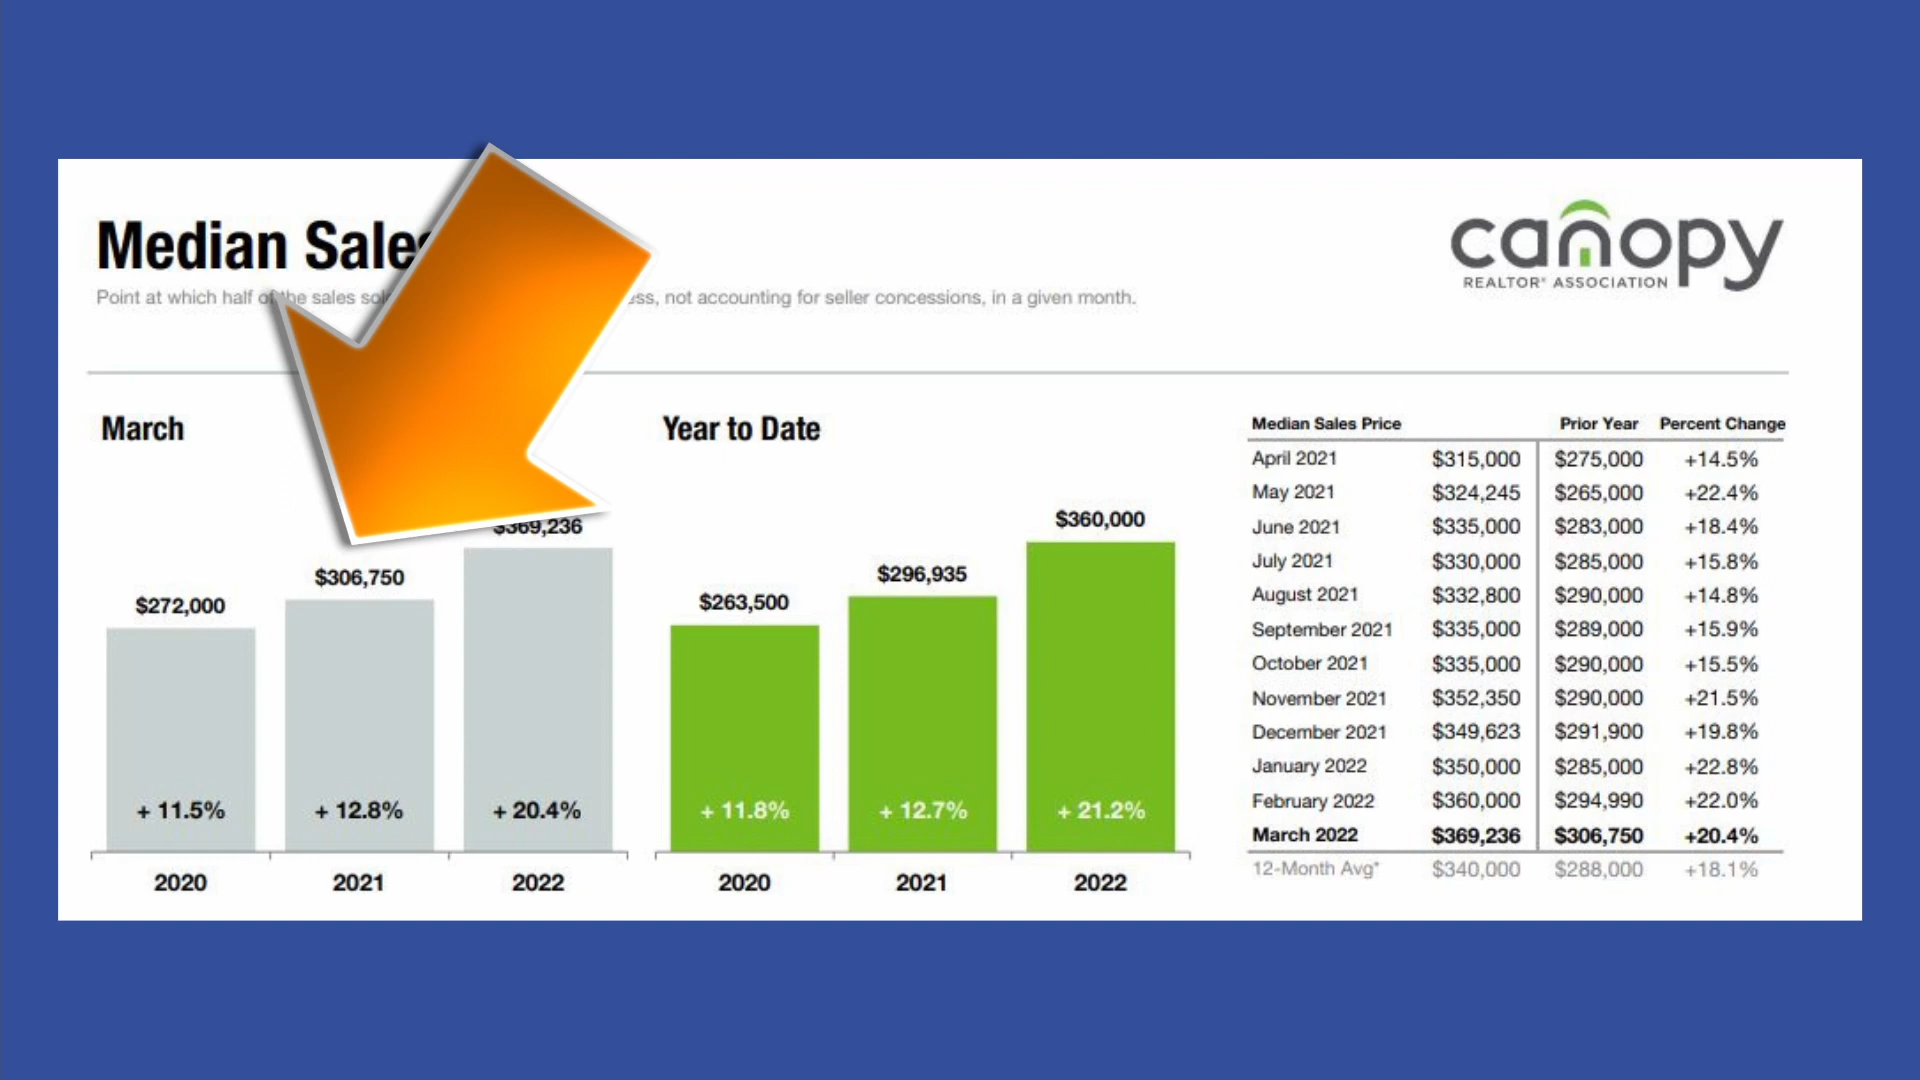 Median Sales
Point at which half of the sales sold not accounting for seller concessions, in a given month.
canopy
REALTOR® ASSOCIATION
March
$272,000
$306,750
$369,236
+ 11.5%
+ 12.8%
+ 20.4%
2020
2021
2022
Year to Date
$263,500
$296,935
$360,000
+ 11.8%
+ 12.7%
+ 21.2%
2020
2021
2022
Median Sales Price Prior Year Percent Change
April 2021 $315,000 $275,000 +14.5%
May 2021 $324,245 $265,000 +22.4%
June 2021 $335,000 $283,000 +18.4%
July 2021 $330,000 $285,000 +15.8%
August 2021 $332,800 $290,000 +14.8%
September 2021 $335,000 $289,000 +15.9%
October 2021 $335,000 $290,000 +15.5%
November 2021 $352,350 $290,000 +21.5%
December 2021 $349,623 $291,900 +19.8%
January 2022 $350,000 $285,000 +22.8%
February 2022 $360,000 $294,990 +22.0%
March 2022 $369,236 $306,750 +20.4%
12-Month Avg* $340,000 $288,000 +18.1%